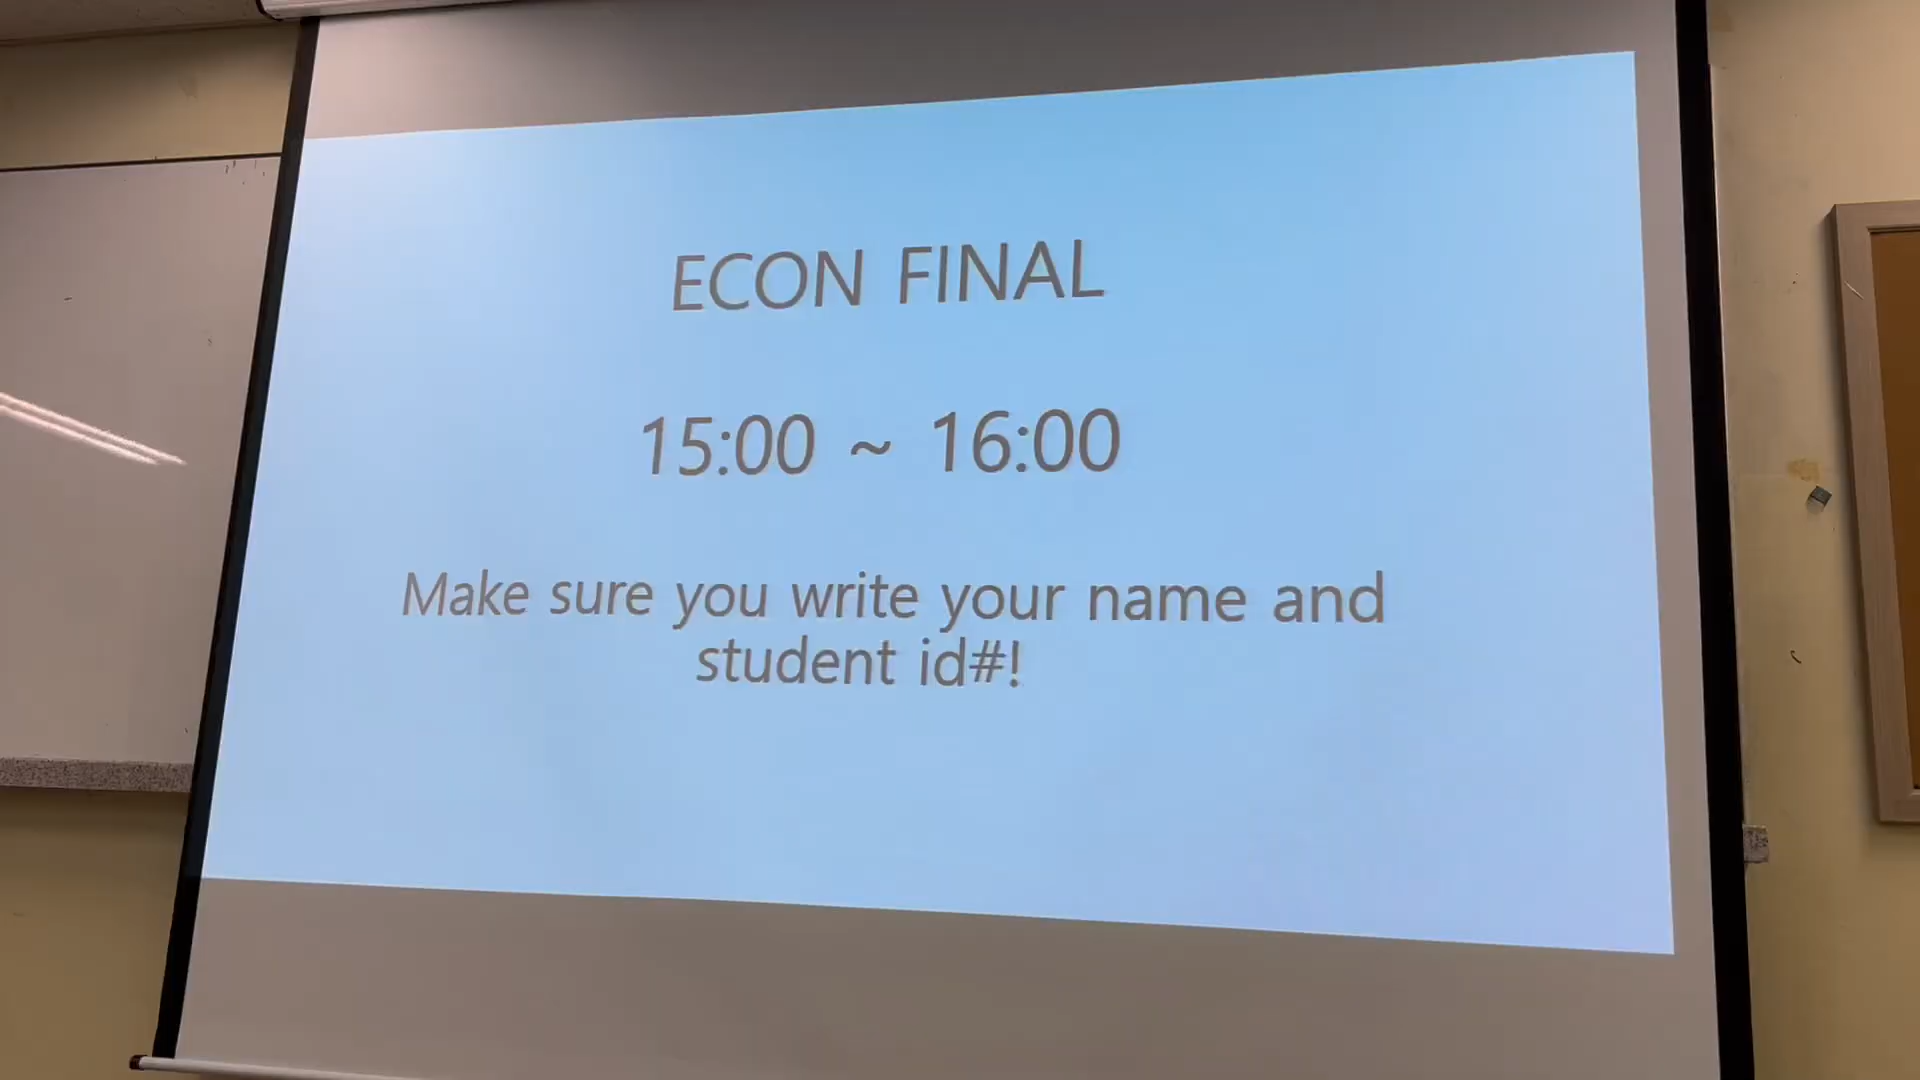 ECON FINAL
15:00 ~ 16:00
Make sure you write your name and
student id#!